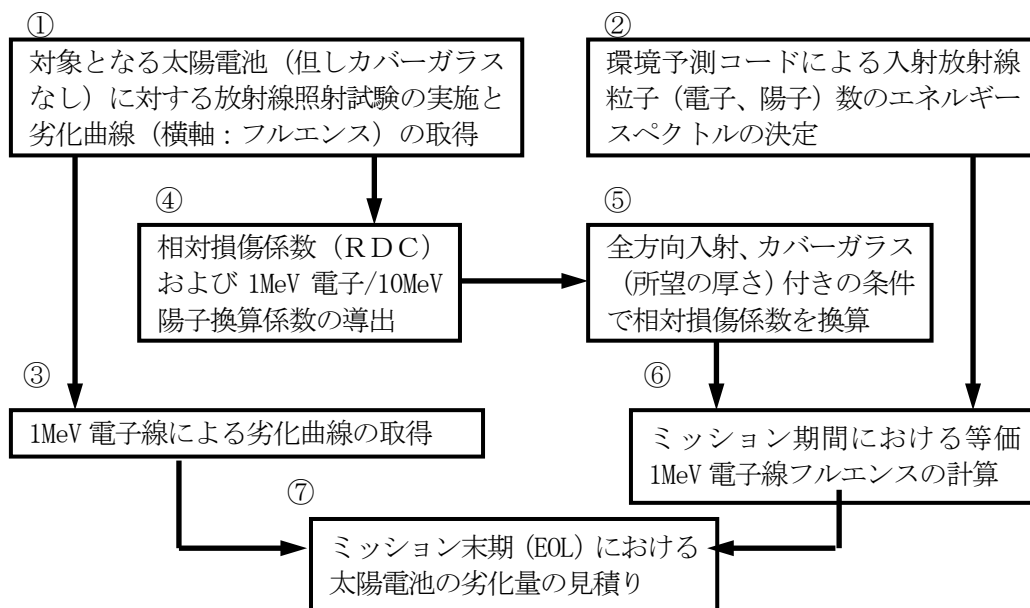 ①
対象となる太陽電池(但しカバーガラス
なし)に対する放射線照射試験の実施と
劣化曲線(横軸:フルエンス)の取得
②
環境予測コードによる入射放射線
粒子(電子、陽子)数のエネルギー
スペクトルの決定
④
相対損傷係数(RDC)
および 1MeV 電子/10MeV
陽子換算係数の導出
⑤
全方向入射、カバーガラス
(所望の厚さ)付きの条件
で相対損傷係数を換算
③
1MeV 電子線による劣化曲線の取得
⑥
ミッション期間における等価
1MeV 電子線フルエンスの計算
⑦
ミッション末期(EOL)における
太陽電池の劣化量の見積り